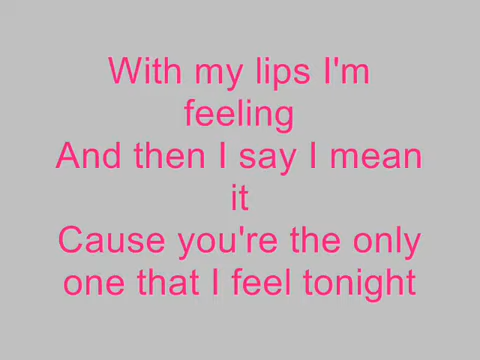 With my lips I'm
feeling
And then I say I mean
it
Cause you're the only
one that I feel tonight